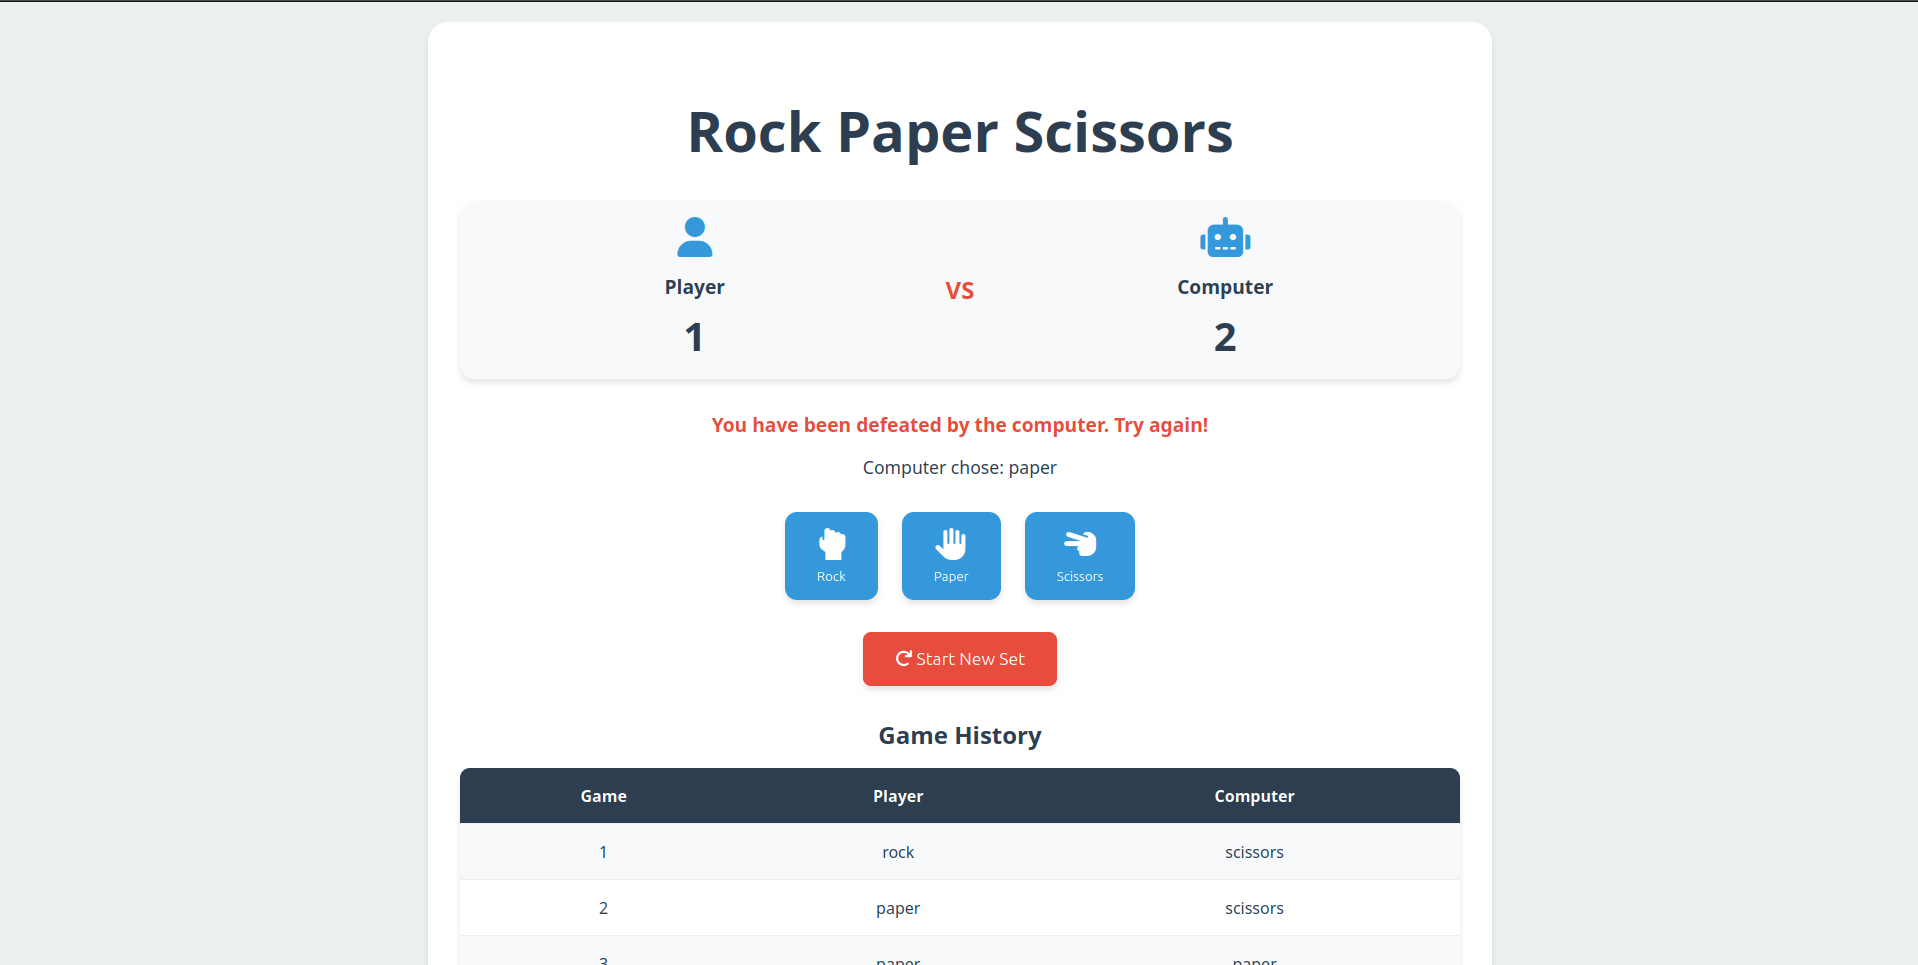 Rock Paper Scissors
Player
VS
Computer
1
2
You have been defeated by the computer. Try again!
Computer chose: paper
Rock
Paper
Scissors
Start New Set
Game History
Game Player Computer
1 rock scissors
2 paper scissors
3 paper paper